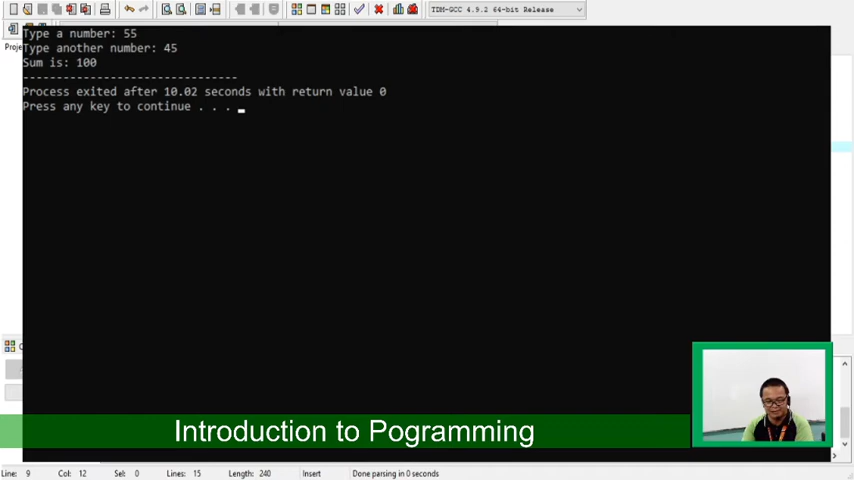 TDM-GCC 4.9.2 64-bit Release
Type a number: 55
Type another number: 45
Sum is: 100
--------------------------------
Process exited after 10.02 seconds with return value 0
Press any key to continue . . .
Introduction to Pogramming
Line: 9 Col: 12 Sel: 0 Lines: 15 Length: 240 Insert Done parsing in 0 seconds